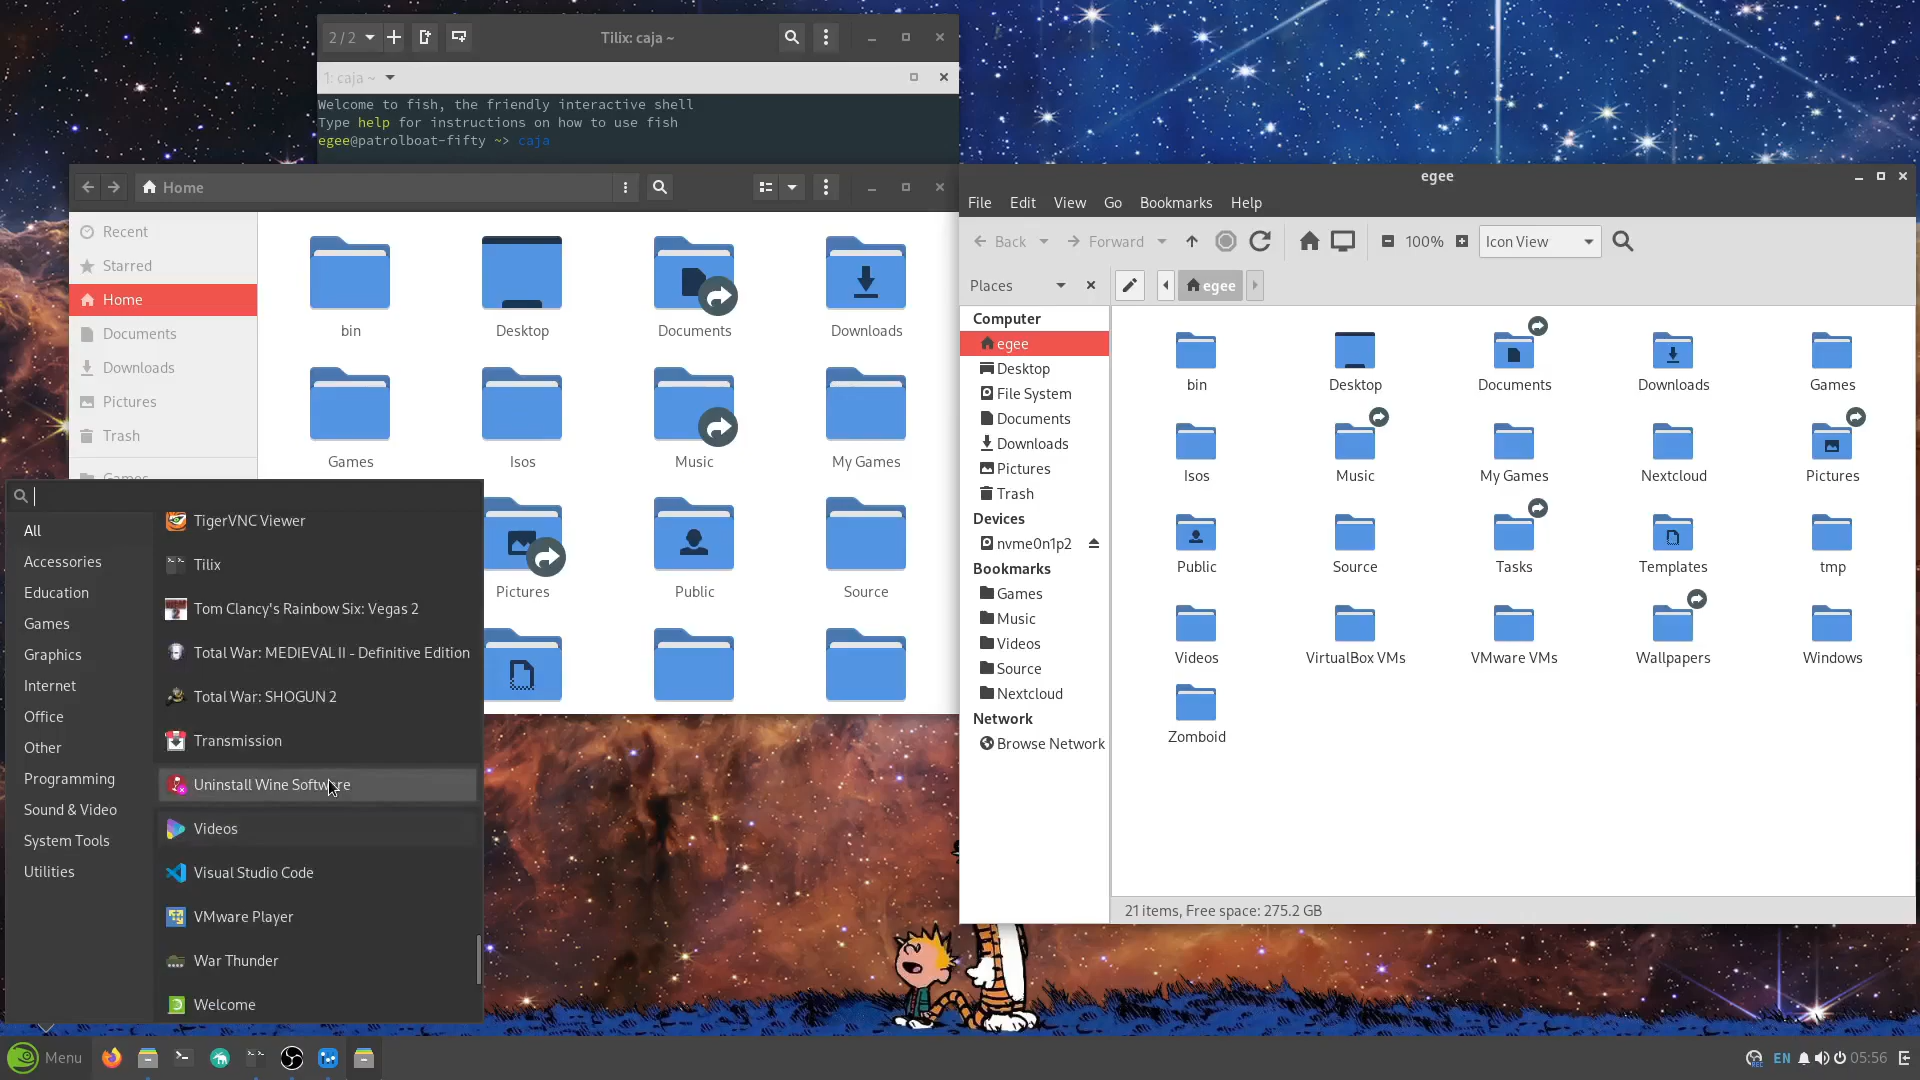 2 / 2
Tilix: caja ~
1: caja ~
Welcome to fish, the friendly interactive shell
Type help for instructions on how to use fish
egee@patrolboat-fifty ~> caja
Home
Recent
Starred
Home
Documents
Downloads
Pictures
Trash
Games
bin
Desktop
Documents
Downloads
Games
Isos
Music
My Games
Pictures
Public
Source
egee
File Edit View Go Bookmarks Help
Back Forward 100% Icon View
Places egee
Computer
egee
Desktop
File System
Documents
Downloads
Pictures
Trash
Devices
nvme0n1p2
Bookmarks
Games
Music
Videos
Source
Nextcloud
Network
Browse Network
bin Desktop Documents Downloads Games
Isos Music My Games Nextcloud Pictures
Public Source Tasks Templates tmp
Videos VirtualBox VMs VMware VMs Wallpapers Windows
Zomboid
21 items, Free space: 275.2 GB
All
Accessories
Education
Games
Graphics
Internet
Office
Other
Programming
Sound & Video
System Tools
Utilities
TigerVNC Viewer
Tilix
Tom Clancy's Rainbow Six: Vegas 2
Total War: MEDIEVAL II - Definitive Edition
Total War: SHOGUN 2
Transmission
Uninstall Wine Software
Videos
Visual Studio Code
VMware Player
War Thunder
Welcome
Menu
EN 05:56